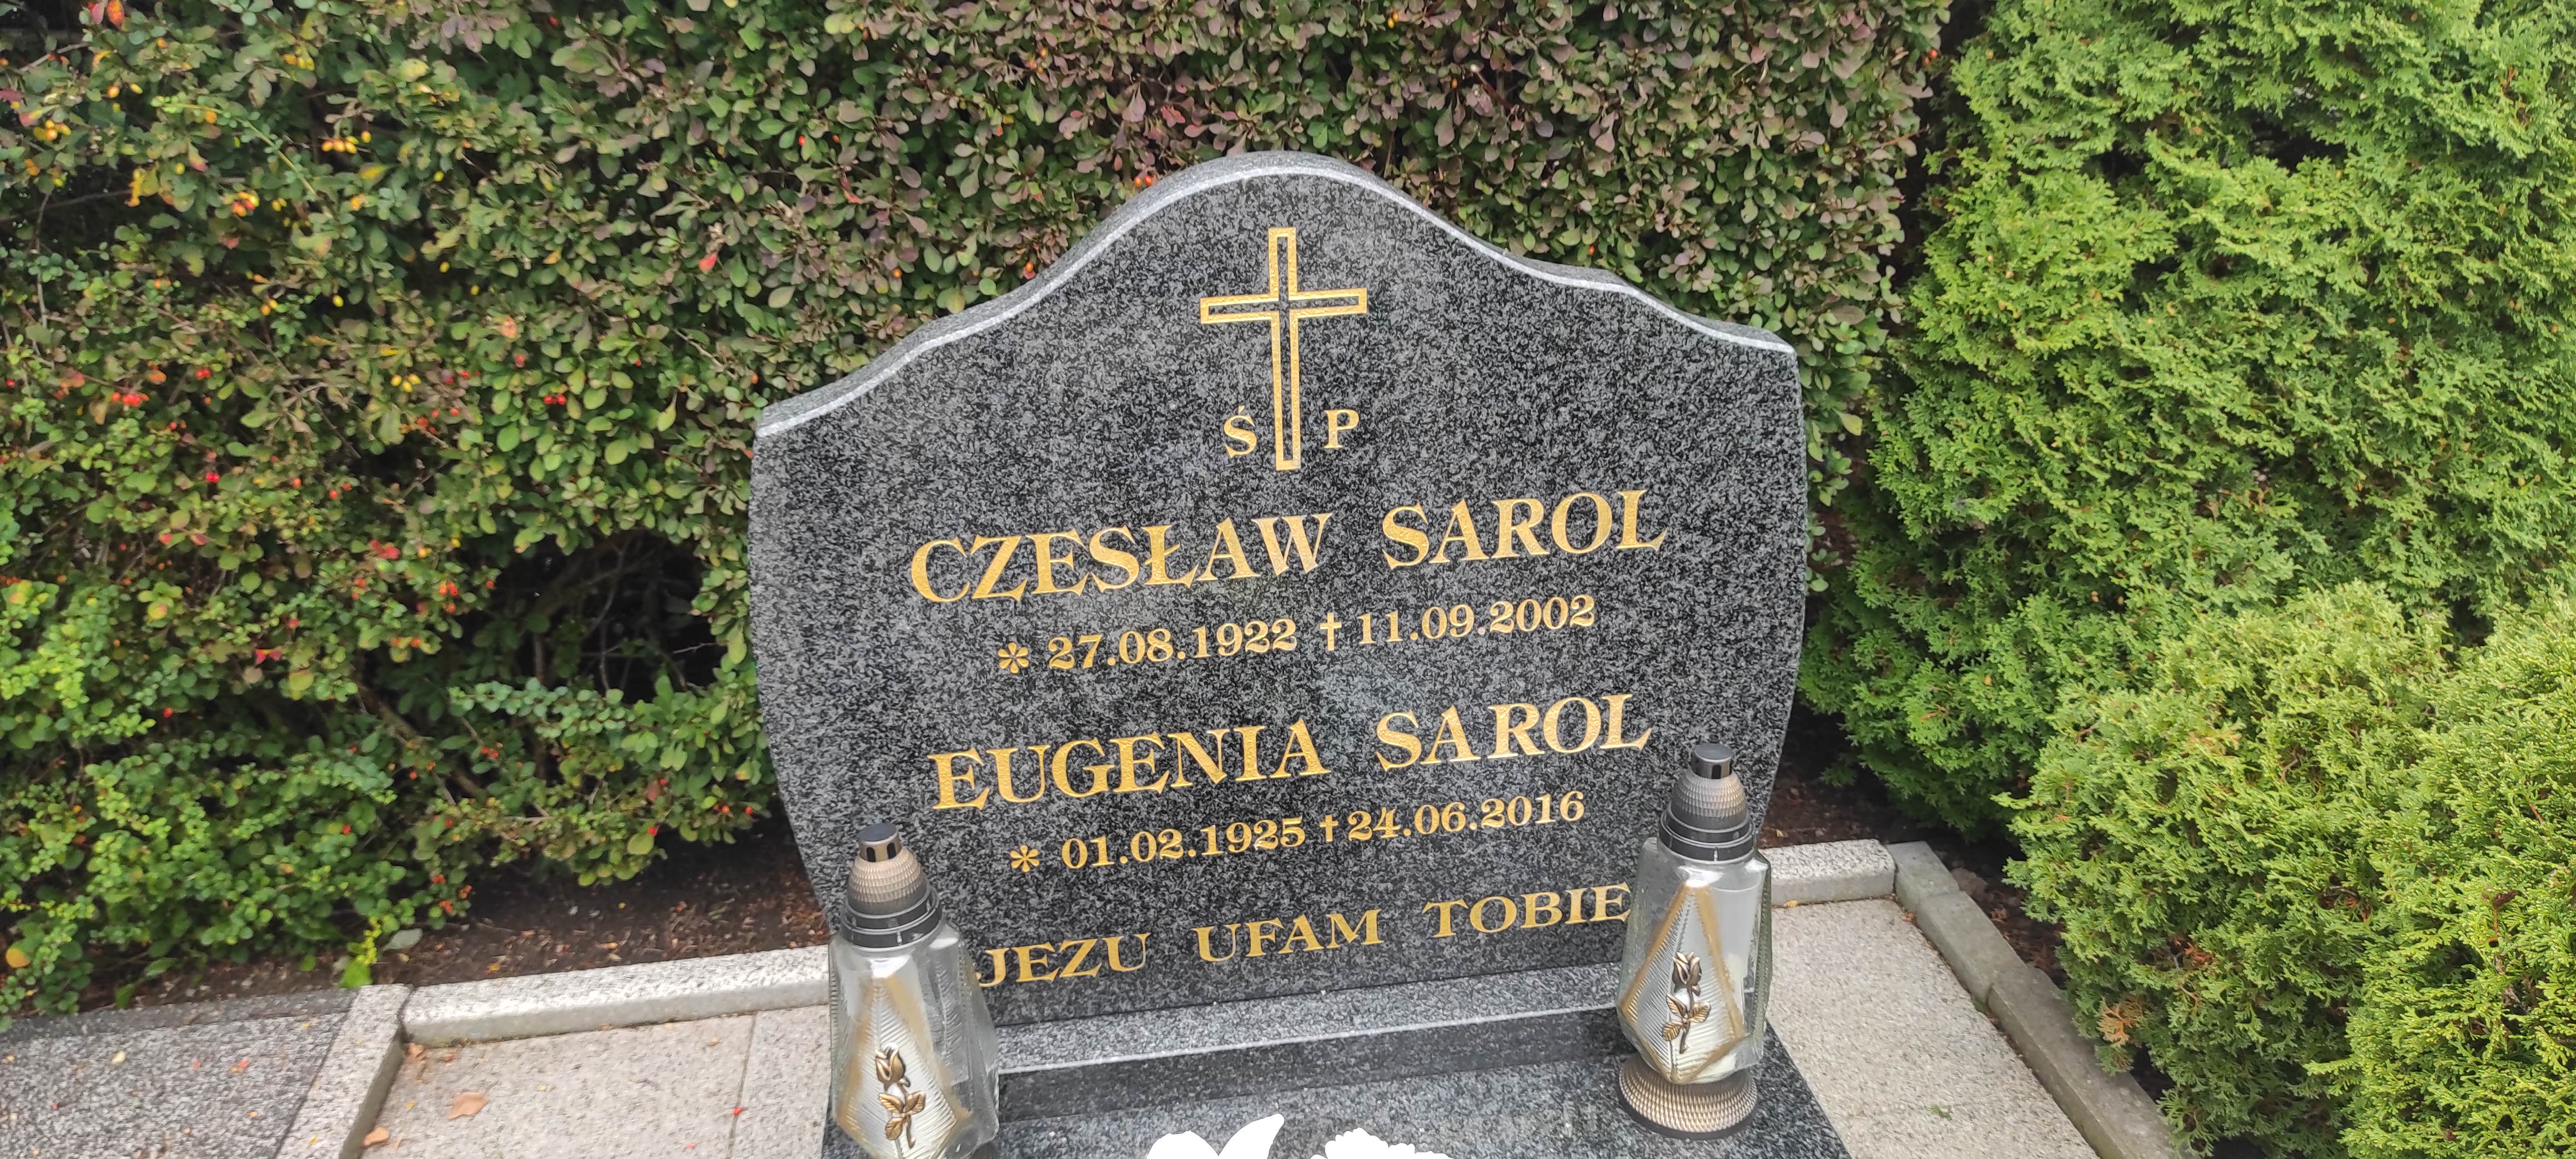 Ś P
CZESŁAW SAROL
* 27.08.1922 † 11.09.2002
EUGENIA SAROL
* 01.02.1925 † 24.06.2016
JEZU UFAM TOBIE